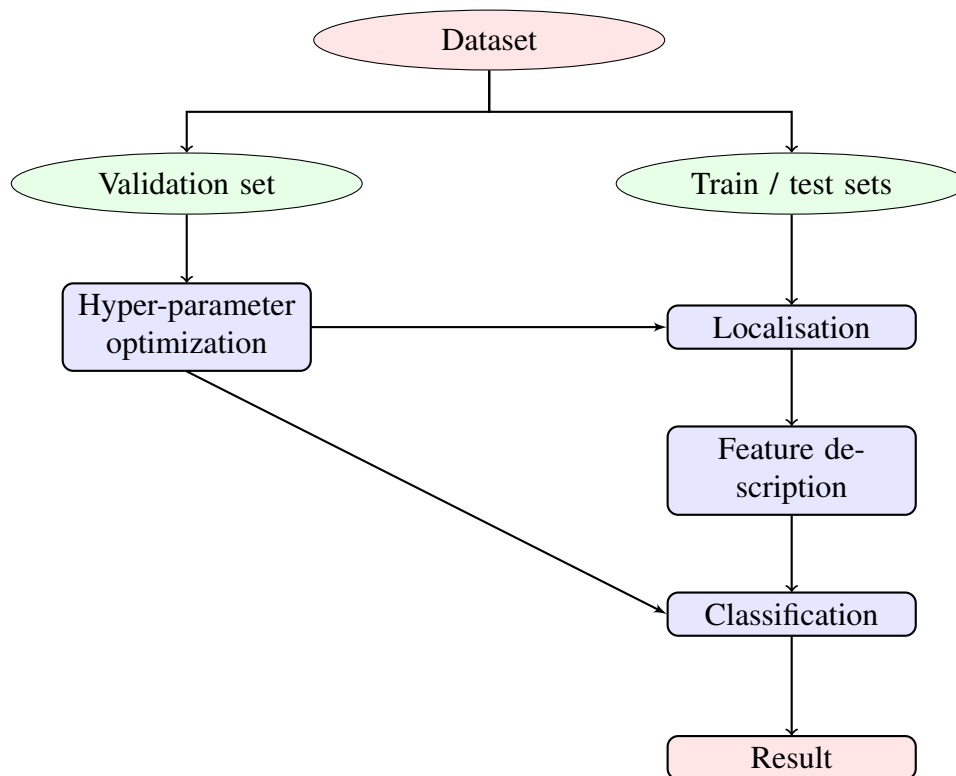 Dataset
Validation set
Train / test sets
Hyper-parameter
optimization
Localisation
Feature de-
scription
Classification
Result